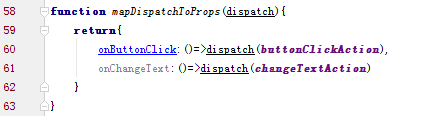 58 function mapDispatchToProps(dispatch){
59 return{
60 onButtonClick:()=>dispatch(buttonClickAction),
61 onChangeText:()=>dispatch(changeTextAction)
62 }
63 }